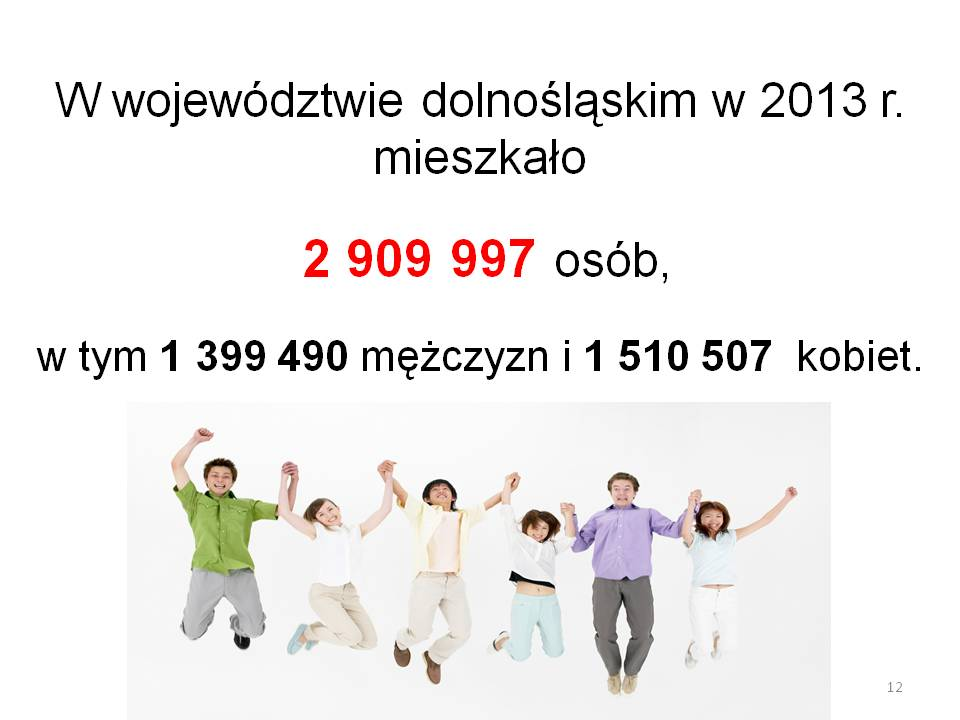 W województwie dolnośląskim w 2013 r.
mieszkało
2 909 997 osób,
w tym 1 399 490 mężczyzn i 1 510 507 kobiet.
12